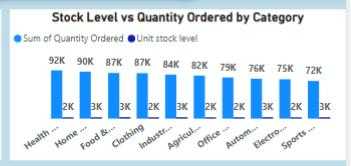 Stock Level vs Quantity Ordered by Category
Sum of Quantity Ordered Unit stock level
92K 90K 87K 87K 84K 82K 79K 76K 75K 72K
2K 3K 3K 2K 3K 2K 2K 3K 2K 3K
Health ... Home ... Food &... Clothing Industr... Agricul... Office ... Autom... Electro... Sports ...